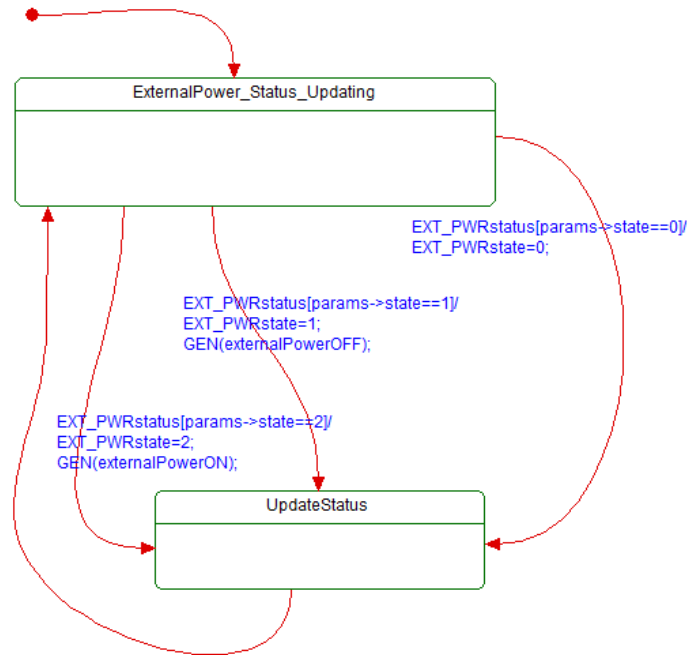 ExternalPower_Status_Updating
EXT_PWRstatus[params->state==0]/
EXT_PWRstate=0;
EXT_PWRstatus[params->state==1]/
EXT_PWRstate=1;
GEN(externalPowerOFF);
EXT_PWRstatus[params->state==2]/
EXT_PWRstate=2;
GEN(externalPowerON);
UpdateStatus